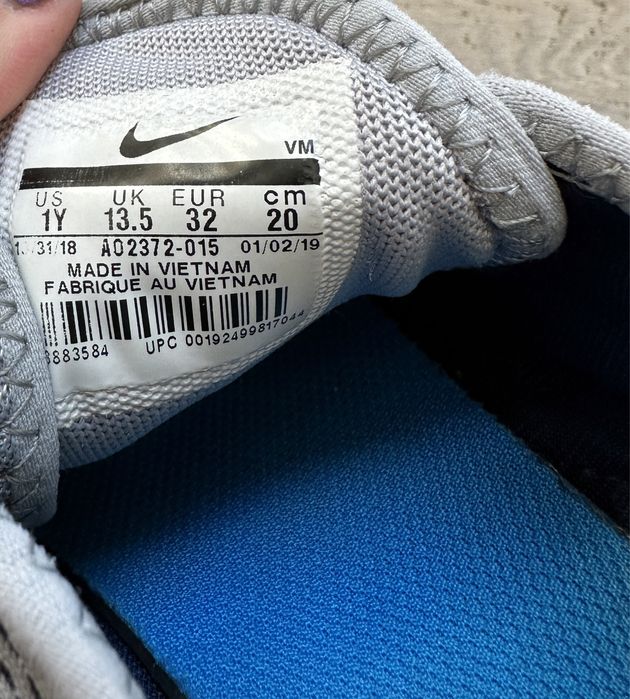 VM
US UK EUR cm
1Y 13.5 32 20
AO2372-015 01/02/19
MADE IN VIETNAM
FABRIQUE AU VIETNAM
UPC 00192499817044